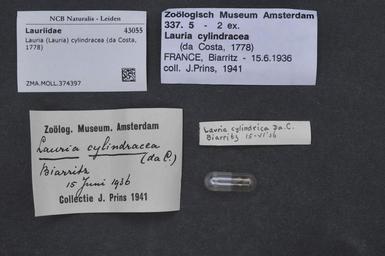 NCB Naturalis - Leiden
Lauriidae 43055
Lauria (Lauria) cylindracea (da Costa,
1778)
ZMA.MOLL.374397
Zoölogisch Museum Amsterdam
337. 5 - 2 ex.
Lauria cylindracea
(da Costa, 1778)
FRANCE, Biarritz - 15.6.1936
coll. J.Prins, 1941
Zoölog. Museum. Amsterdam
Lauria cylindracea
(da C.)
Biarritz
15 Juni 1936
Collectie J. Prins 1941
Lauria cylindrica Da C.
Biarritz 15-VI'36